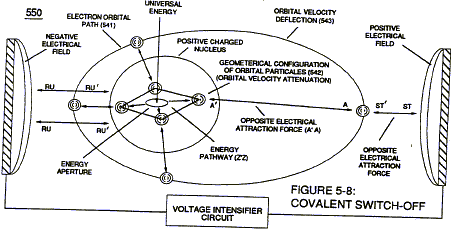 550
UNIVERSAL
ENERGY
ELECTRON ORBITAL
PATH (541)
ORBITAL VELOCITY
DEFLECTION (543)
NEGATIVE
ELECTRICAL
FIELD
POSITIVE
ELECTRICAL
FIELD
POSITIVE CHARGED
NUCLEUS
GEOMETERICAL CONFIGURATION
OF ORBITAL PARTICALES (542)
(ORBITAL VELOCITY ATTENUATION)
RU
RU'
A'
A
ST'
ST
RU
RU'
OPPOSITE ELECTRICAL
ATTRACTION FORCE (A' A)
ENERGY
APERTURE
ENERGY
PATHWAY (Z'Z)
OPPOSITE
ELECTRICAL
ATTRACTION
FORCE
FIGURE 5-8:
COVALENT SWITCH-OFF
VOLTAGE INTENSIFIER
CIRCUIT